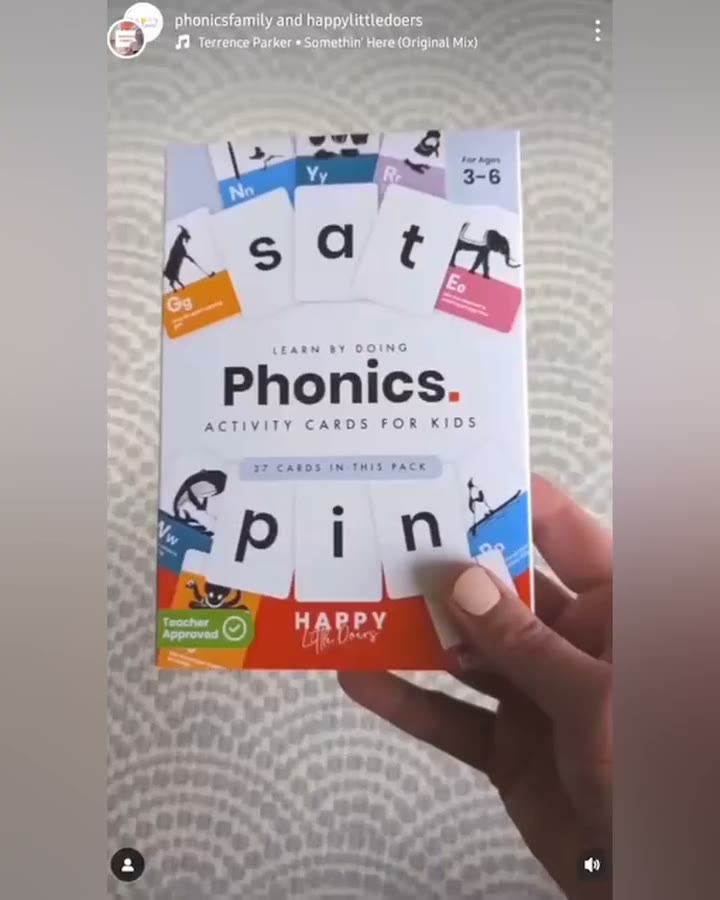 phonicsfamily and happylittledoers
Terrence Parker • Somethin' Here (Original Mix)
For Ages
3-6
Nn
Yy
Rr
s a t
Gg
Ee
LEARN BY DOING
Phonics.
ACTIVITY CARDS FOR KIDS
37 CARDS IN THIS PACK
p i n
Ww
Teacher
Approved
HAPPY
Little Doers